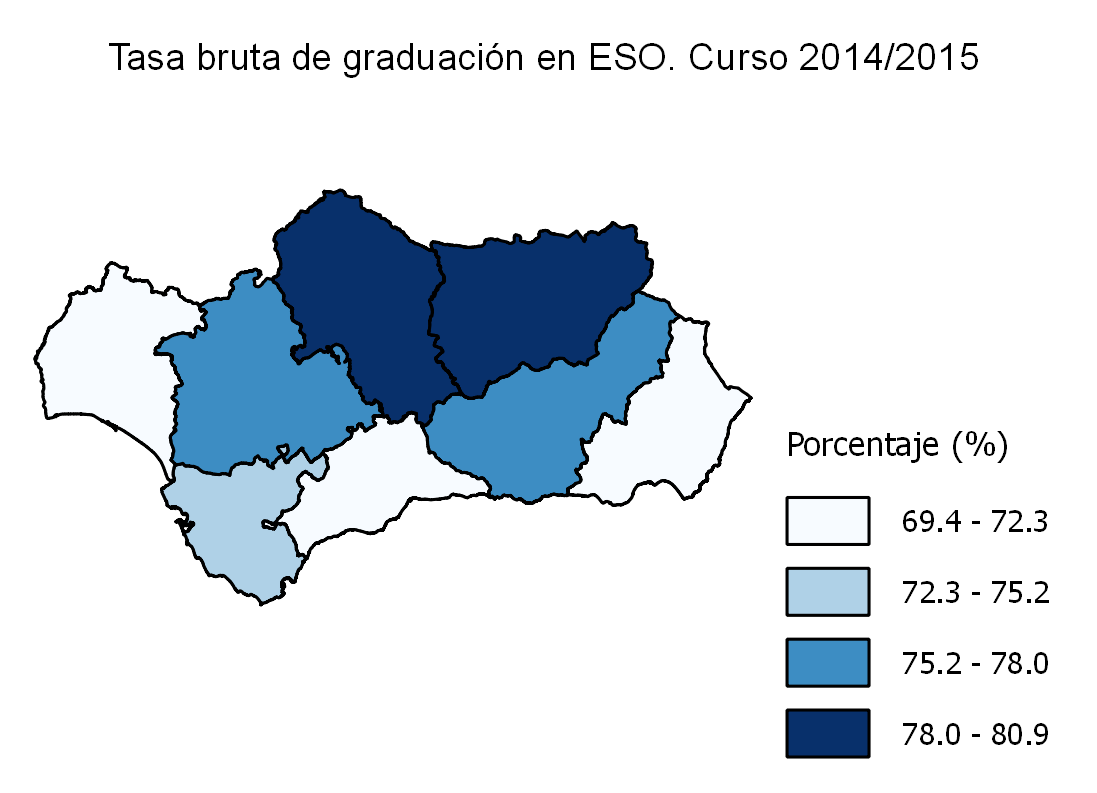 Tasa bruta de graduación en ESO. Curso 2014/2015
Porcentaje (%)
69.4 - 72.3
72.3 - 75.2
75.2 - 78.0
78.0 - 80.9